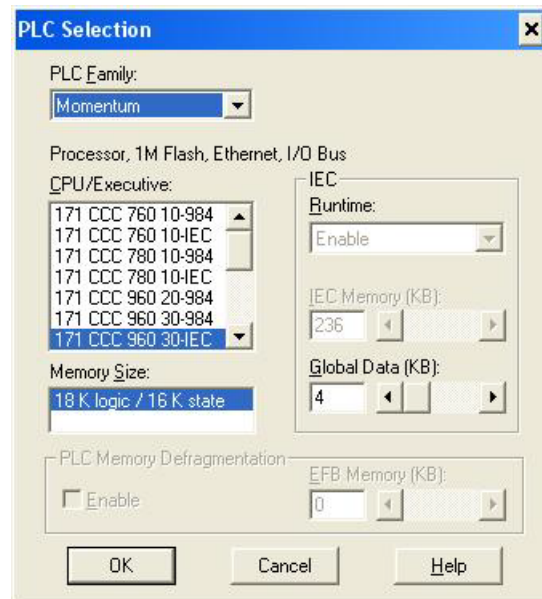 PLC Selection
PLC Family:
Momentum
Processor, 1M Flash, Ethernet, I/O Bus
CPU/Executive:
171 CCC 760 10-984
171 CCC 760 10-IEC
171 CCC 780 10-984
171 CCC 780 10-IEC
171 CCC 960 20-984
171 CCC 960 30-984
171 CCC 960 30-IEC
Memory Size:
18 K logic / 16 K state
IEC
Runtime:
Enable
IEC Memory (KB):
236
Global Data (KB):
4
PLC Memory Defragmentation
Enable
EFB Memory (KB):
0
OK
Cancel
Help